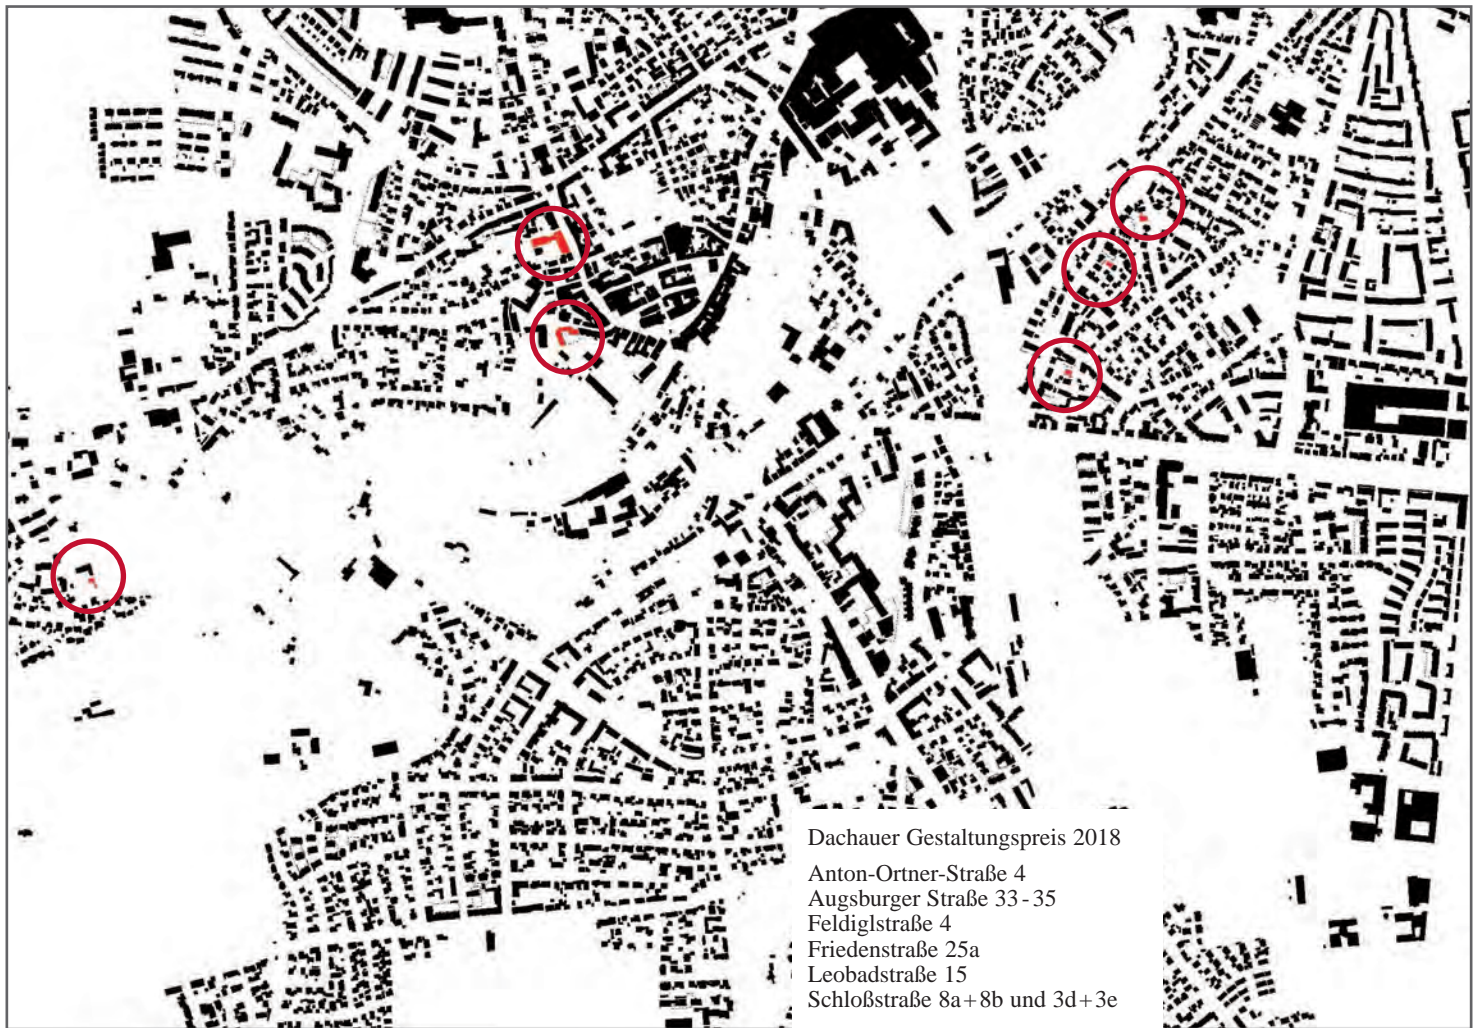 Dachauer Gestaltungspreis 2018
Anton-Ortner-Straße 4
Augsburger Straße 33-35
Feldiglstraße 4
Friedenstraße 25a
Leobadstraße 15
Schloßstraße 8a+8b und 3d+3e